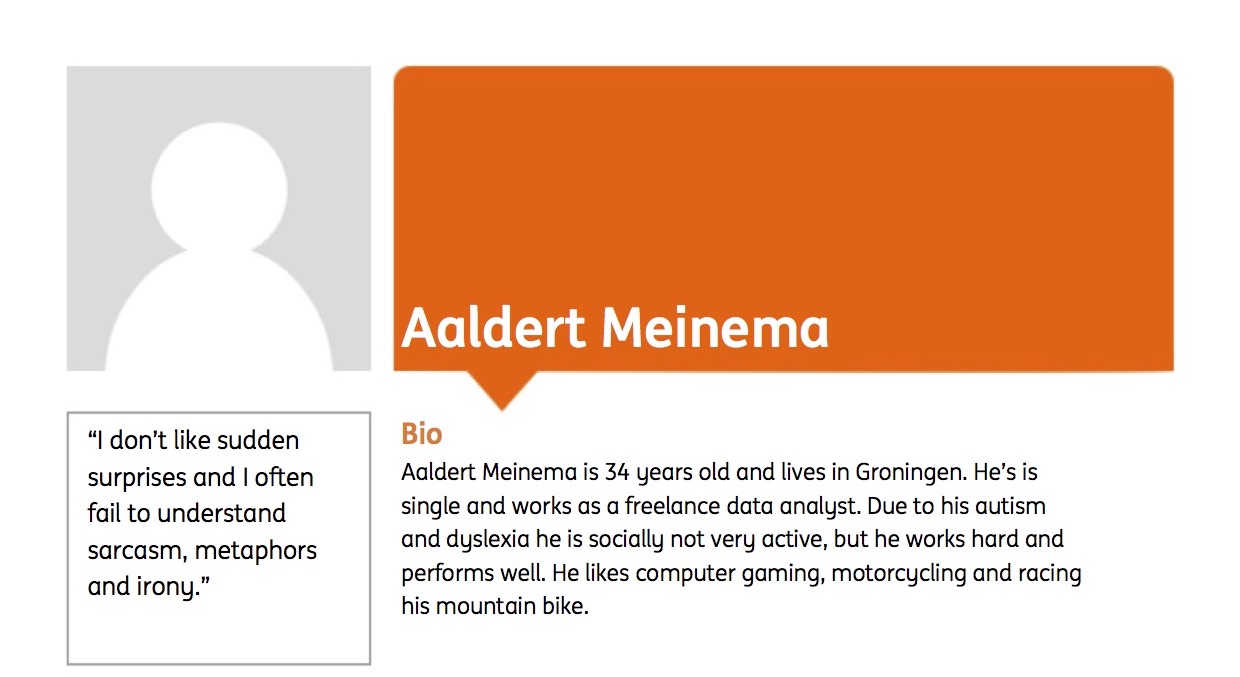 Aaldert Meinema
“I don’t like sudden
surprises and I often
fail to understand
sarcasm, metaphors
and irony.”
Bio
Aaldert Meinema is 34 years old and lives in Groningen. He’s is
single and works as a freelance data analyst. Due to his autism
and dyslexia he is socially not very active, but he works hard and
performs well. He likes computer gaming, motorcycling and racing
his mountain bike.